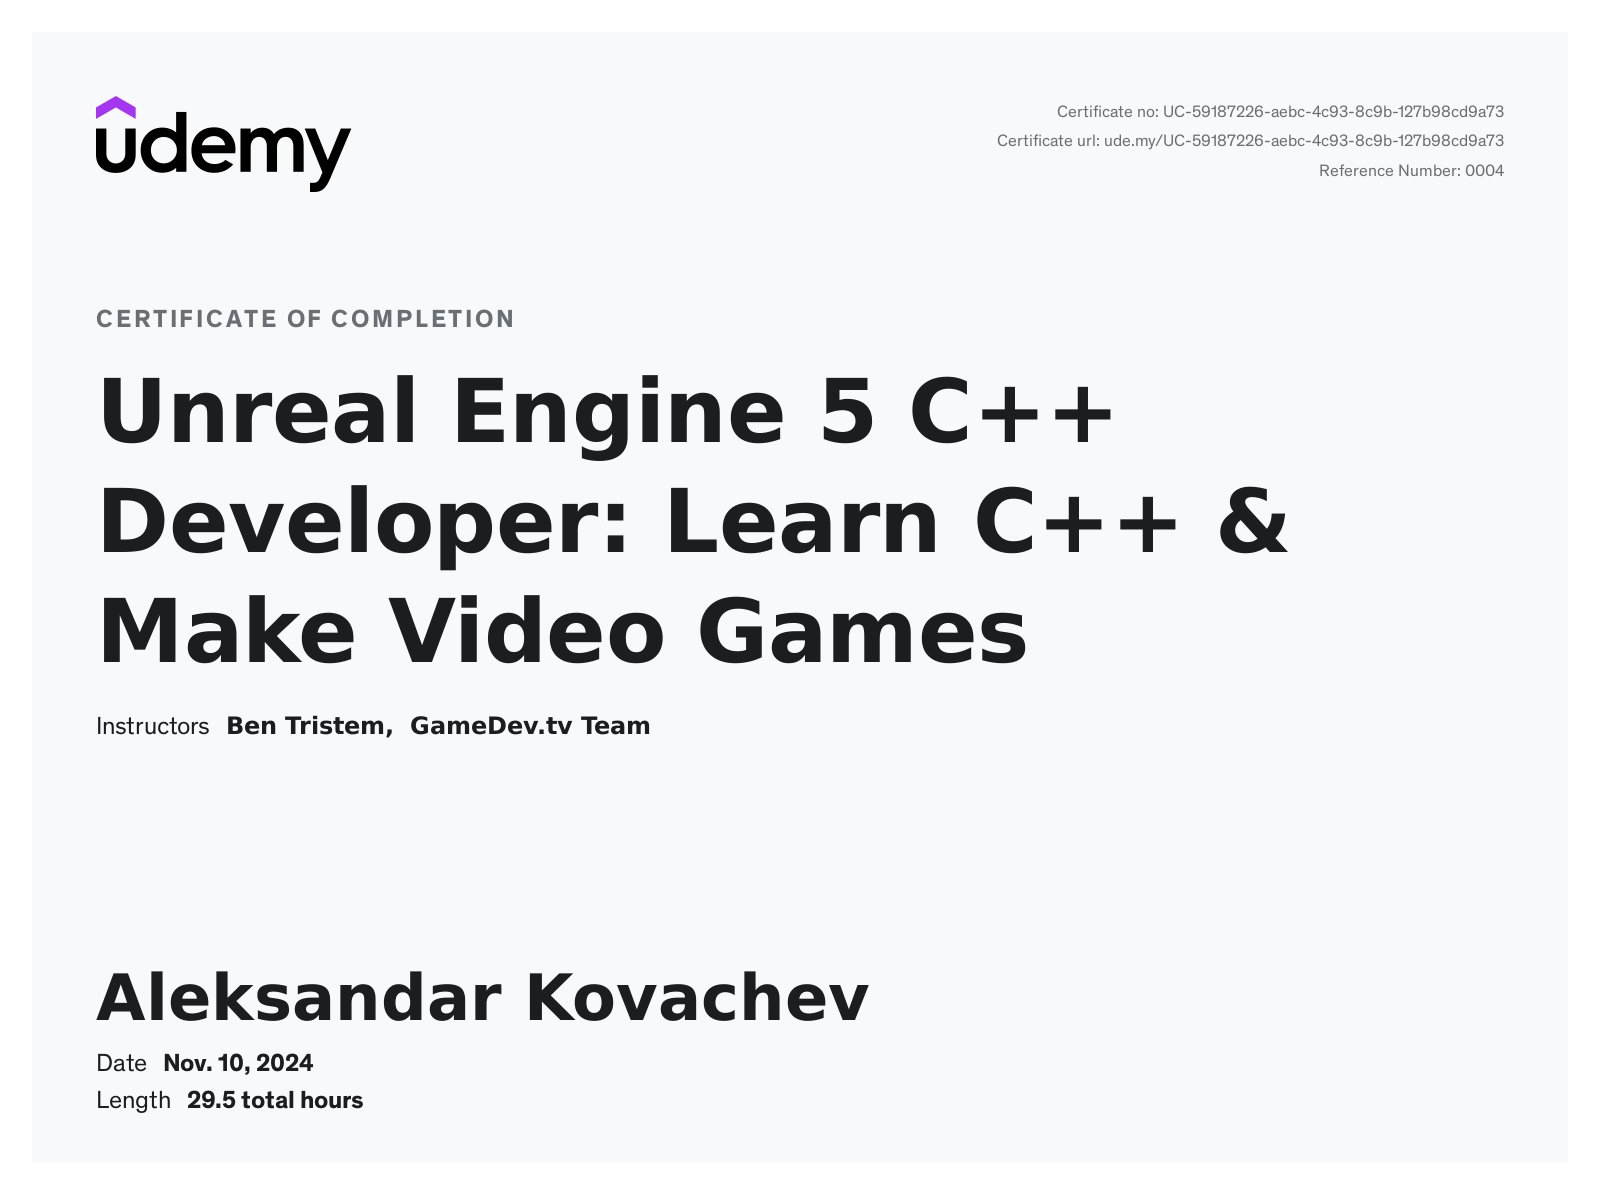 udemy
Certificate no: UC-59187226-aebc-4c93-8c9b-127b98cd9a73
Certificate url: ude.my/UC-59187226-aebc-4c93-8c9b-127b98cd9a73
Reference Number: 0004
CERTIFICATE OF COMPLETION
Unreal Engine 5 C++
Developer: Learn C++ &
Make Video Games
Instructors Ben Tristem, GameDev.tv Team
Aleksandar Kovachev
Date Nov. 10, 2024
Length 29.5 total hours